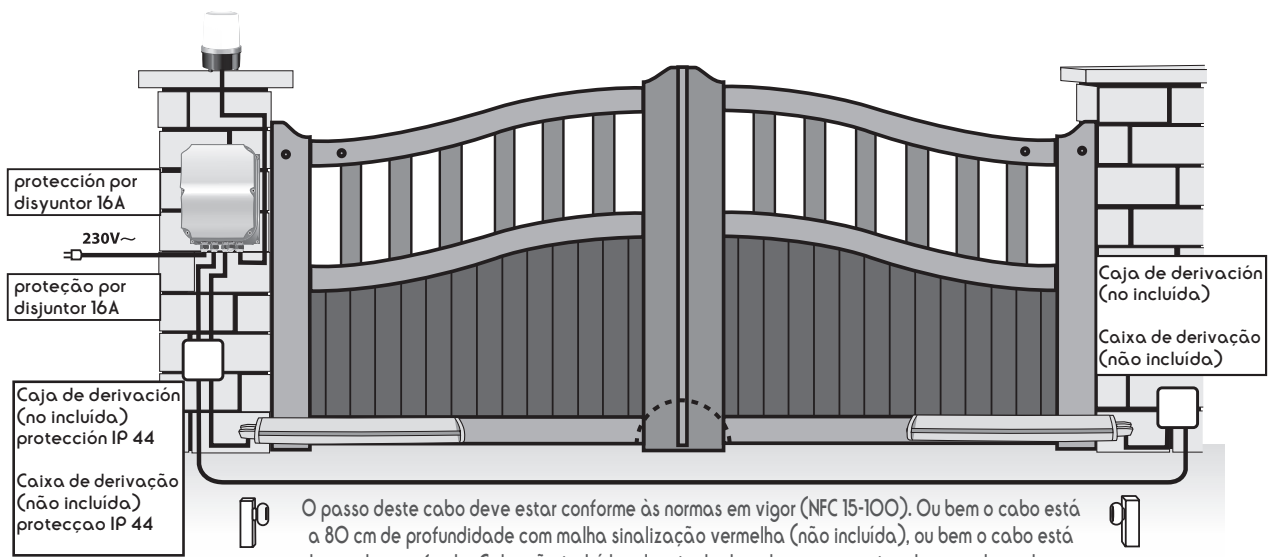 protección por
disyuntor 16A
230V~
proteção por
disjuntor 16A
Caja de derivación
(no incluída)
protección IP 44
Caixa de derivação
(não incluída)
protecçao IP 44
Caja de derivación
(no incluída)
Caixa de derivação
(não incluída)
O passo deste cabo deve estar conforme às normas em vigor (NFC 15-100). Ou bem o cabo está
a 80 cm de profundidade com malha sinalização vermelha (não incluída), ou bem o cabo está